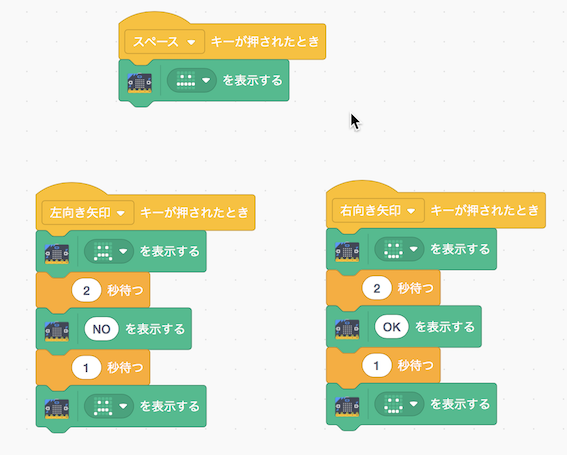 スペース キーが押されたとき
を表示する
左向き矢印 キーが押されたとき
を表示する
2 秒待つ
NO を表示する
1 秒待つ
を表示する
右向き矢印 キーが押されたとき
を表示する
2 秒待つ
OK を表示する
1 秒待つ
を表示する